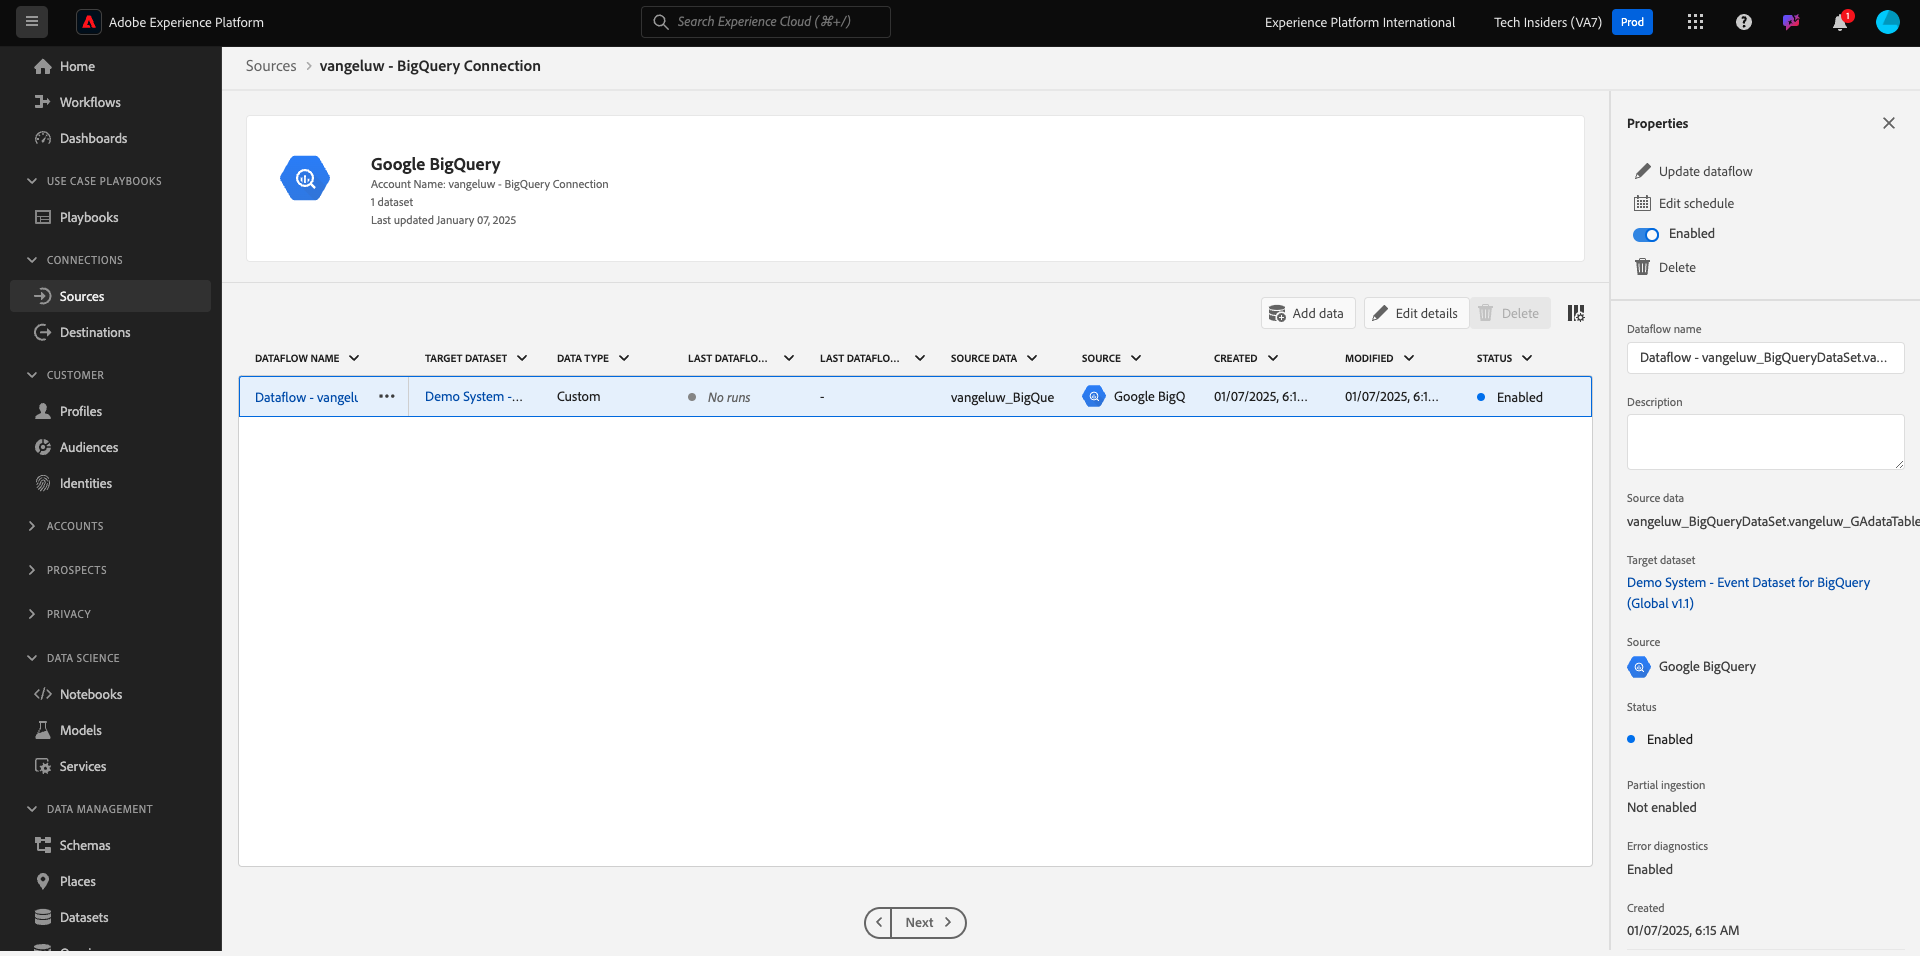 Adobe Experience Platform
Search Experience Cloud (⌘+/)
Experience Platform International
Tech Insiders (VA7)
Prod
1
Home
Workflows
Dashboards
USE CASE PLAYBOOKS
Playbooks
CONNECTIONS
Sources
Destinations
CUSTOMER
Profiles
Audiences
Identities
ACCOUNTS
PROSPECTS
PRIVACY
DATA SCIENCE
Notebooks
Models
Services
DATA MANAGEMENT
Schemas
Places
Datasets
Sources > vangeluw - BigQuery Connection
Google BigQuery
Account Name: vangeluw - BigQuery Connection
1 dataset
Last updated January 07, 2025
Add data
Edit details
Delete
DATAFLOW NAME TARGET DATASET DATA TYPE LAST DATAFLO... LAST DATAFLO... SOURCE DATA SOURCE CREATED MODIFIED STATUS
Dataflow - vangelu ••• Demo System -... Custom No runs - vangeluw_BigQue Google BigQ 01/07/2025, 6:1... 01/07/2025, 6:1... Enabled
Next
Properties
Update dataflow
Edit schedule
Enabled
Delete
Dataflow name
Dataflow - vangeluw_BigQueryDataSet.va...
Description
Source data
vangeluw_BigQueryDataSet.vangeluw_GAdataTable
Target dataset
Demo System - Event Dataset for BigQuery
(Global v1.1)
Source
Google BigQuery
Status
Enabled
Partial ingestion
Not enabled
Error diagnostics
Enabled
Created
01/07/2025, 6:15 AM